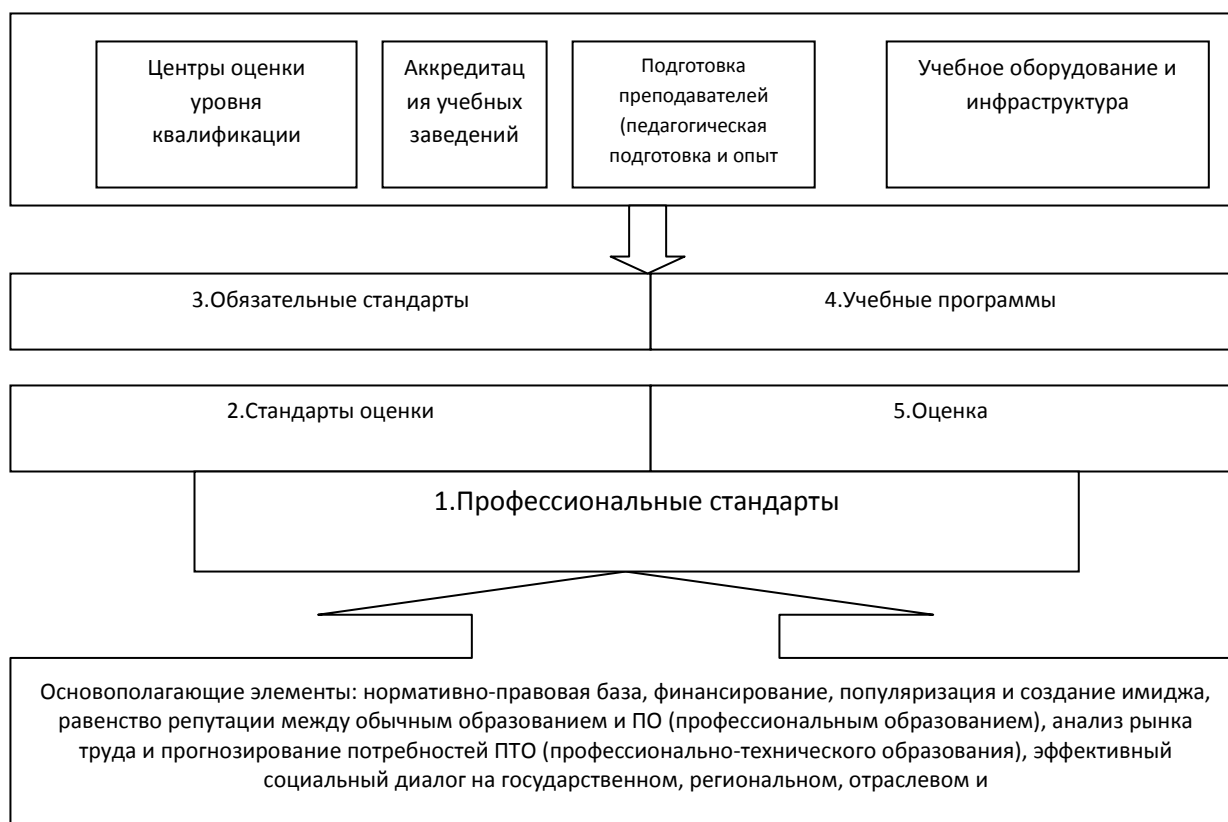 Центры оценки
уровня
квалификации
Аккредитац
ия учебных
заведений
Подготовка
преподавателей
(педагогическая
подготовка и опыт
Учебное оборудование и
инфраструктура
3.Обязательные стандарты
4.Учебные программы
2.Стандарты оценки
5.Оценка
1.Профессиональные стандарты
Основополагающие элементы: нормативно-правовая база, финансирование, популяризация и создание имиджа,
равенство репутации между обычным образованием и ПО (профессиональным образованием), анализ рынка
труда и прогнозирование потребностей ПТО (профессионально-технического образования), эффективный
социальный диалог на государственном, региональном, отраслевом и